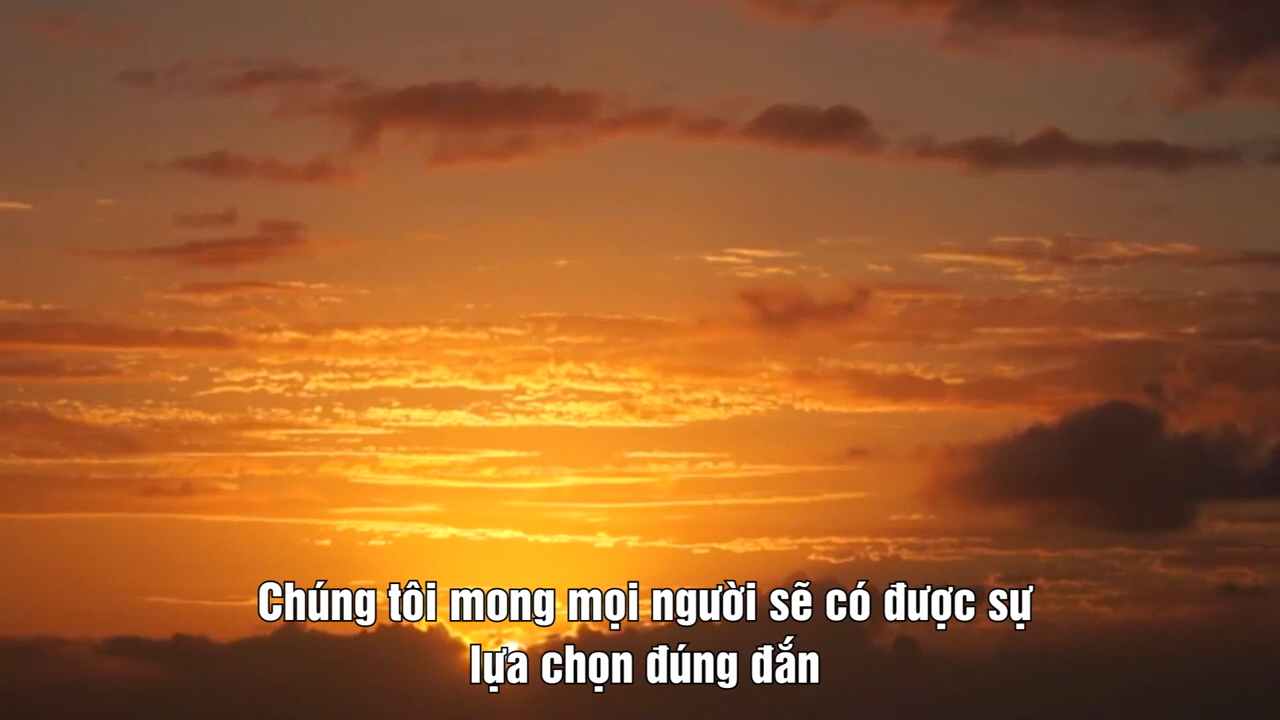 Chúng tôi mong mọi người sẽ có được sự
lựa chọn đúng đắn